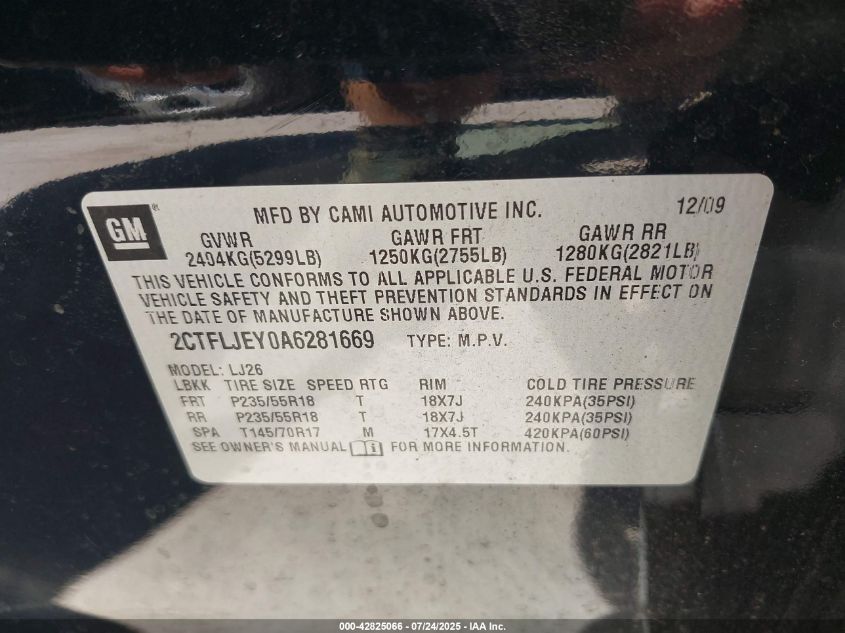 GM
MFD BY CAMI AUTOMOTIVE INC. 12/09
GVWR GAWR FRT GAWR RR
2404KG(5299LB) 1250KG(2755LB) 1280KG(2821LB)
THIS VEHICLE CONFORMS TO ALL APPLICABLE U.S. FEDERAL MOTOR
VEHICLE SAFETY AND THEFT PREVENTION STANDARDS IN EFFECT ON
THE DATE OF MANUFACTURE SHOWN ABOVE.
2CTFLJEY0A6281669 TYPE: M.P.V.
MODEL: LJ26
LBKK TIRE SIZE SPEED RTG RIM COLD TIRE PRESSURE
FRT P235/55R18 T 18X7J 240KPA(35PSI)
RR P235/55R18 T 18X7J 240KPA(35PSI)
SPA T145/70R17 M 17X4.5T 420KPA(60PSI)
SEE OWNER'S MANUAL FOR MORE INFORMATION.
000-42825066 - 07/24/2025 - IAA Inc.